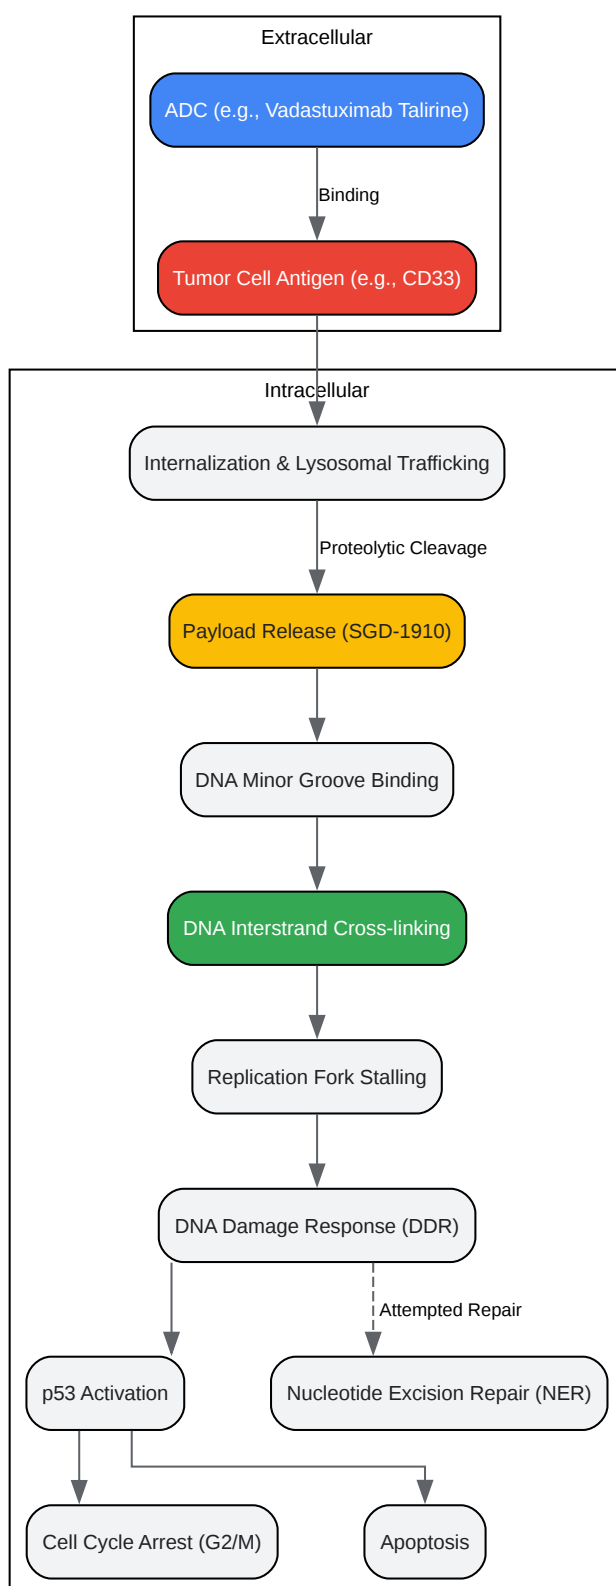 Extracellular
ADC (e.g., Vadastuximab Talirine)
Binding
Tumor Cell Antigen (e.g., CD33)
Intracellular
Internalization & Lysosomal Trafficking
Proteolytic Cleavage
Payload Release (SGD-1910)
DNA Minor Groove Binding
DNA Interstrand Cross-linking
Replication Fork Stalling
DNA Damage Response (DDR)
Attempted Repair
p53 Activation
Nucleotide Excision Repair (NER)
Cell Cycle Arrest (G2/M)
Apoptosis